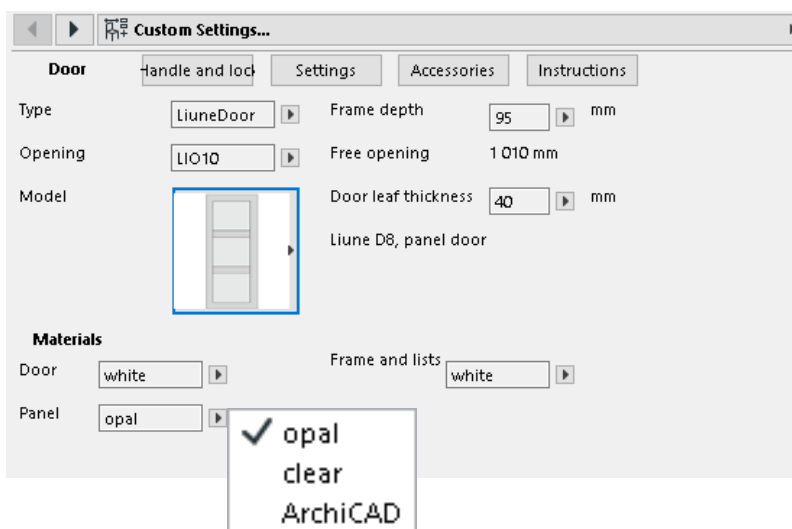 Custom Settings...
Door Handle and lock Settings Accessories Instructions
Type LiuneDoor Frame depth 95 mm
Opening LIO10 Free opening 1 010 mm
Model Door leaf thickness 40 mm
Liune D8, panel door
Materials
Door white Frame and lists white
Panel opal
opal
clear
ArchiCAD